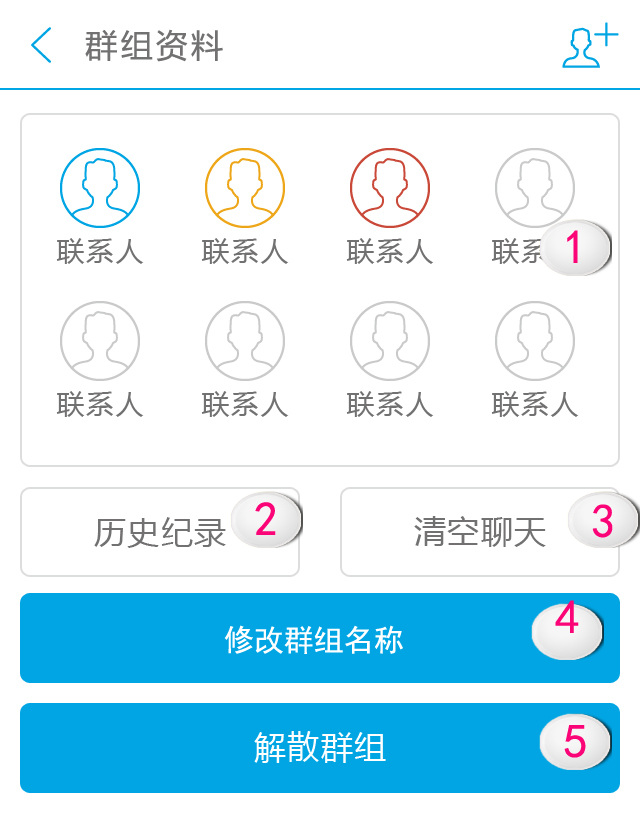 群组资料
联系人 联系人 联系人 联系
1
联系人 联系人 联系人 联系人
历史纪录 2 清空聊天 3
修改群组名称 4
解散群组 5